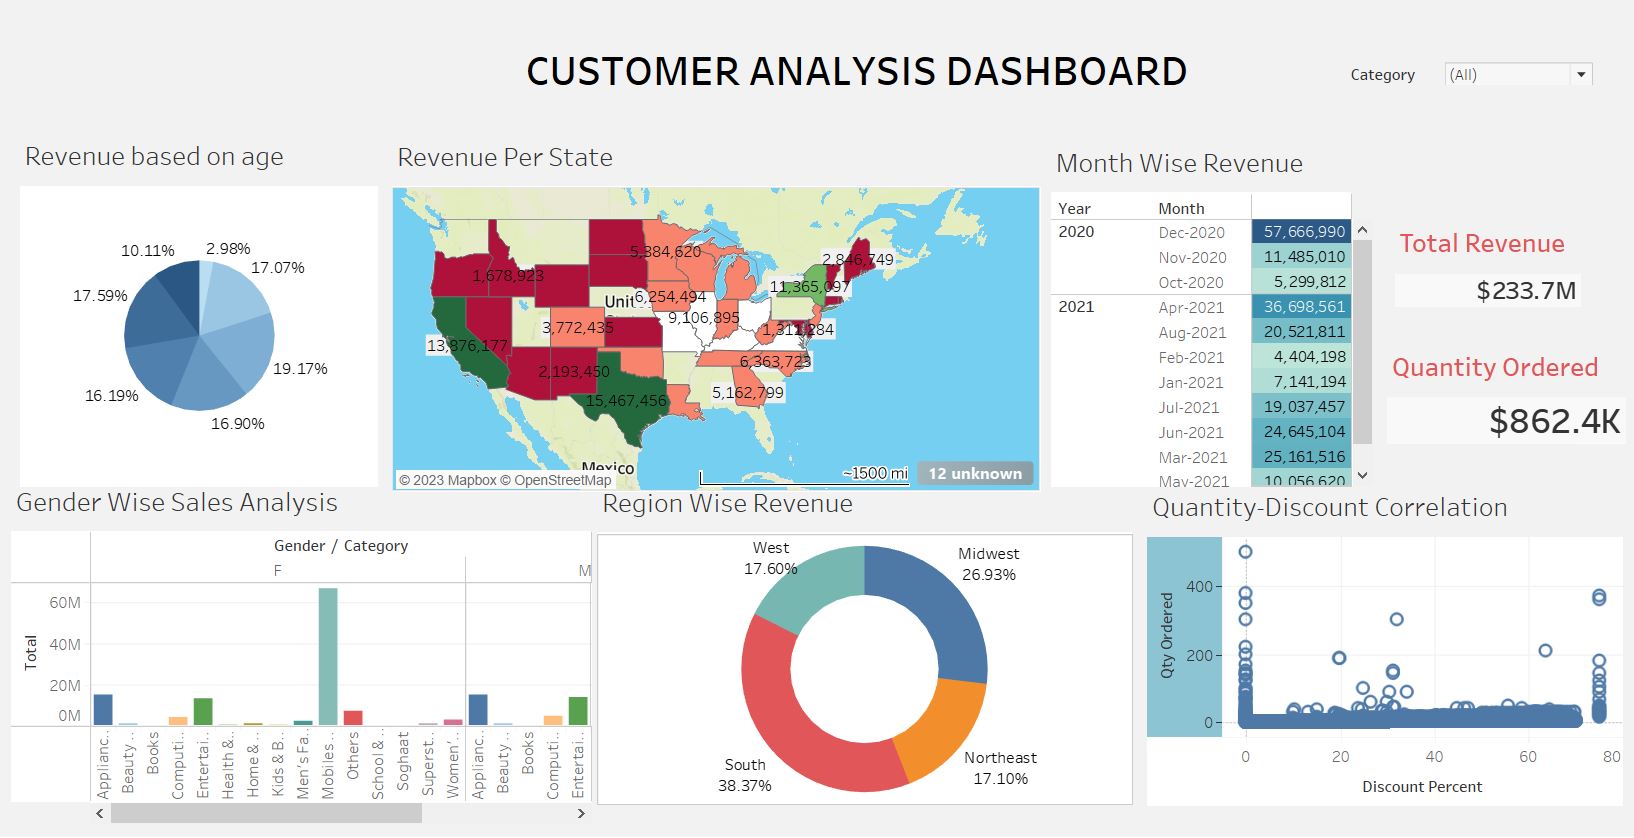 CUSTOMER ANALYSIS DASHBOARD
Category
(All)
Revenue based on age
10.11%
2.98%
17.07%
17.59%
19.17%
16.19%
16.90%
Revenue Per State
5,384,620
2,846,749
1,678,923
11,365,097
Unit
6,254,494
9,106,895
3,772,435
13,876,177
6,363,723
2,193,450
5,162,799
15,467,456
Mexico
© 2023 Mapbox © OpenStreetMap
~1500 mi
12 unknown
Month Wise Revenue
Year Month
2020 Dec-2020 57,666,990
Nov-2020 11,485,010
Oct-2020 5,299,812
2021 Apr-2021 36,698,561
Aug-2021 20,521,811
Feb-2021 4,404,198
Jan-2021 7,141,194
Jul-2021 19,037,457
Jun-2021 24,645,104
Mar-2021 25,161,516
May-2021 10,056,620
Total Revenue
$233.7M
Quantity Ordered
$862.4K
Gender Wise Sales Analysis
Gender / Category
F M
Total
60M
40M
20M
0M
Applianc..
Beauty ..
Books
Computi..
Entertai..
Health &..
Home & ..
Kids & B..
Men's Fa..
Mobiles ..
Others
School & ..
Soghaat
Superst..
Women'..
Applianc..
Beauty ..
Books
Computi..
Entertai..
Region Wise Revenue
West
17.60%
Midwest
26.93%
South
38.37%
Northeast
17.10%
Quantity-Discount Correlation
Qty Ordered
400
200
0
0 20 40 60 80
Discount Percent